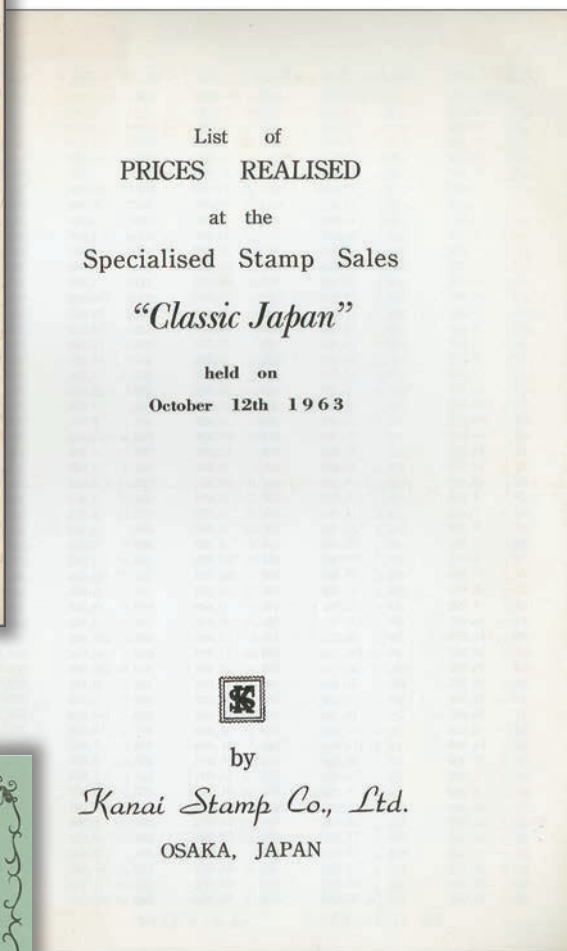 List of
PRICES REALISED
at the
Specialised Stamp Sales
“Classic Japan”
held on
October 12th 1963
KS
by
Kanai Stamp Co., Ltd.
OSAKA, JAPAN